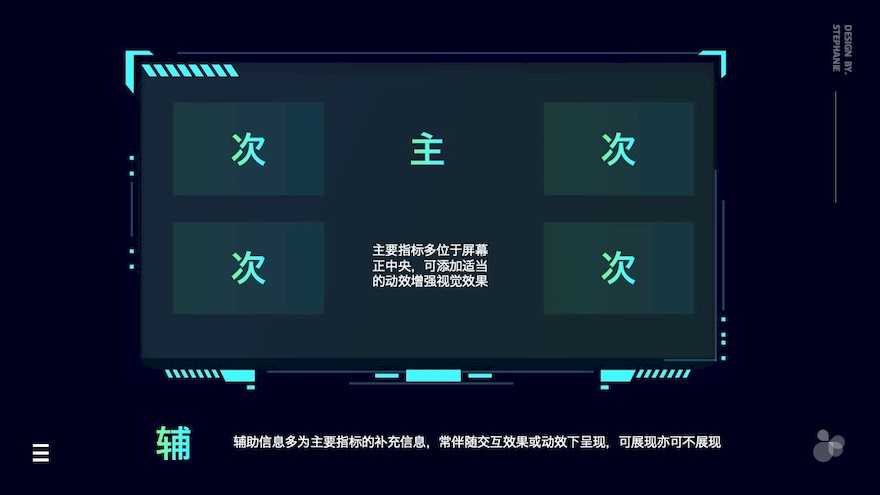 DESIGN BY.
STEPHANIE
次
主
次
次
主要指标多位于屏幕
正中央，可添加适当
的动效增强视觉效果
次
辅
辅助信息多为主要指标的补充信息，常伴随交互效果或动效下呈现，可展现亦可不展现